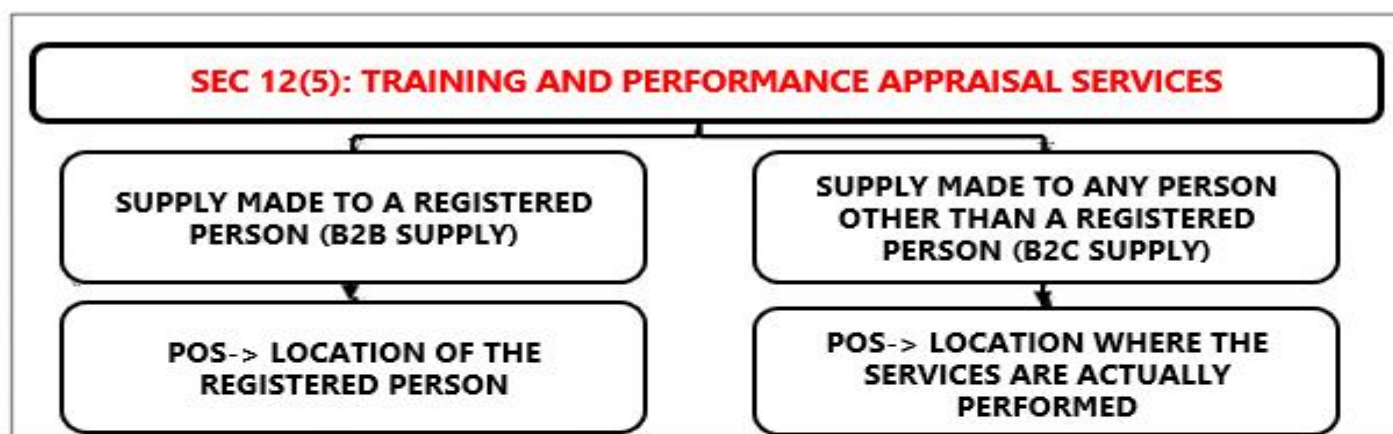 SEC 12(5): TRAINING AND PERFORMANCE APPRAISAL SERVICES
SUPPLY MADE TO A REGISTERED
PERSON (B2B SUPPLY)
SUPPLY MADE TO ANY PERSON
OTHER THAN A REGISTERED
PERSON (B2C SUPPLY)
POS-> LOCATION OF THE
REGISTERED PERSON
POS-> LOCATION WHERE THE
SERVICES ARE ACTUALLY
PERFORMED